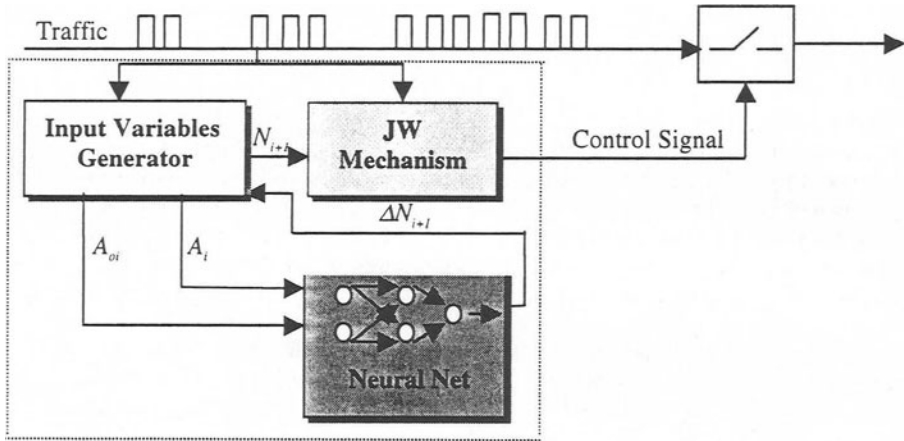 Traffic
Input Variables
Generator
N_{i+1}
JW
Mechanism
Control Signal
ΔN_{i+1}
A_{oi}
A_i
Neural Net